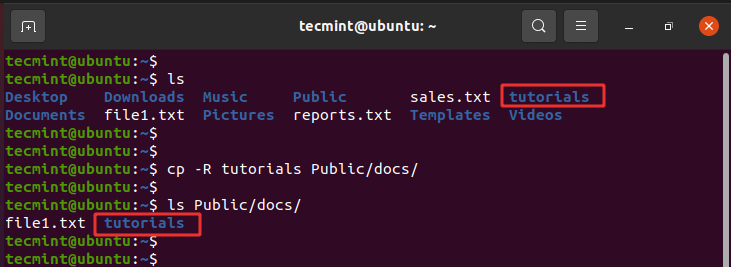 tecmint@ubuntu: ~
tecmint@ubuntu:~$
tecmint@ubuntu:~$ ls
Desktop Downloads Music Public sales.txt tutorials
Documents file1.txt Pictures reports.txt Templates Videos
tecmint@ubuntu:~$
tecmint@ubuntu:~$
tecmint@ubuntu:~$ cp -R tutorials Public/docs/
tecmint@ubuntu:~$
tecmint@ubuntu:~$ ls Public/docs/
file1.txt tutorials
tecmint@ubuntu:~$
tecmint@ubuntu:~$